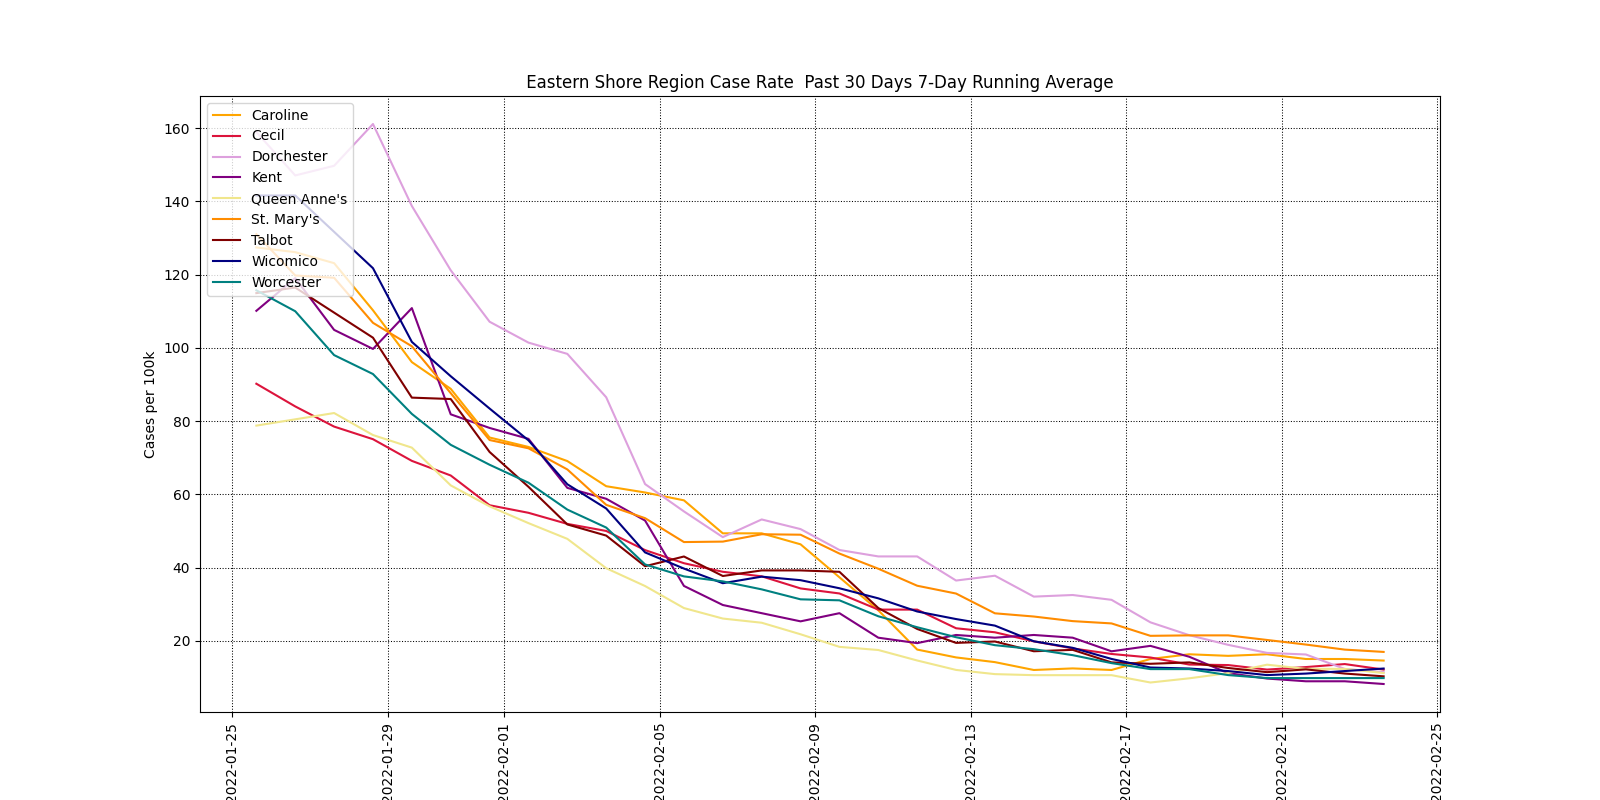 Eastern Shore Region Case Rate  Past 30 Days 7-Day Running Average
Caroline
Cecil
Dorchester
Kent
Queen Anne's
St. Mary's
Talbot
Wicomico
Worcester
160
140
120
100
80
60
40
20
Cases per 100k
2022-01-25
2022-01-29
2022-02-01
2022-02-05
2022-02-09
2022-02-13
2022-02-17
2022-02-21
2022-02-25